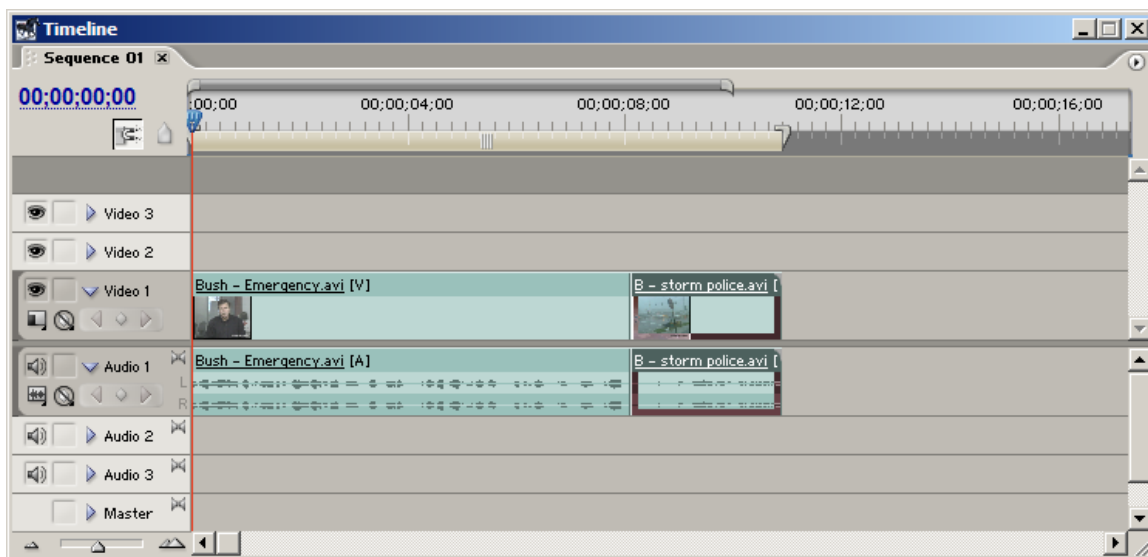 Timeline
Sequence 01
00;00;00;00
:00;00 00;00;04;00 00;00;08;00 00;00;12;00 00;00;16;00
Video 3
Video 2
Video 1
Bush - Emergency.avi [V] B - storm police.avi [
Audio 1
Bush - Emergency.avi [A] B - storm police.avi [
L
R
Audio 2
Audio 3
Master